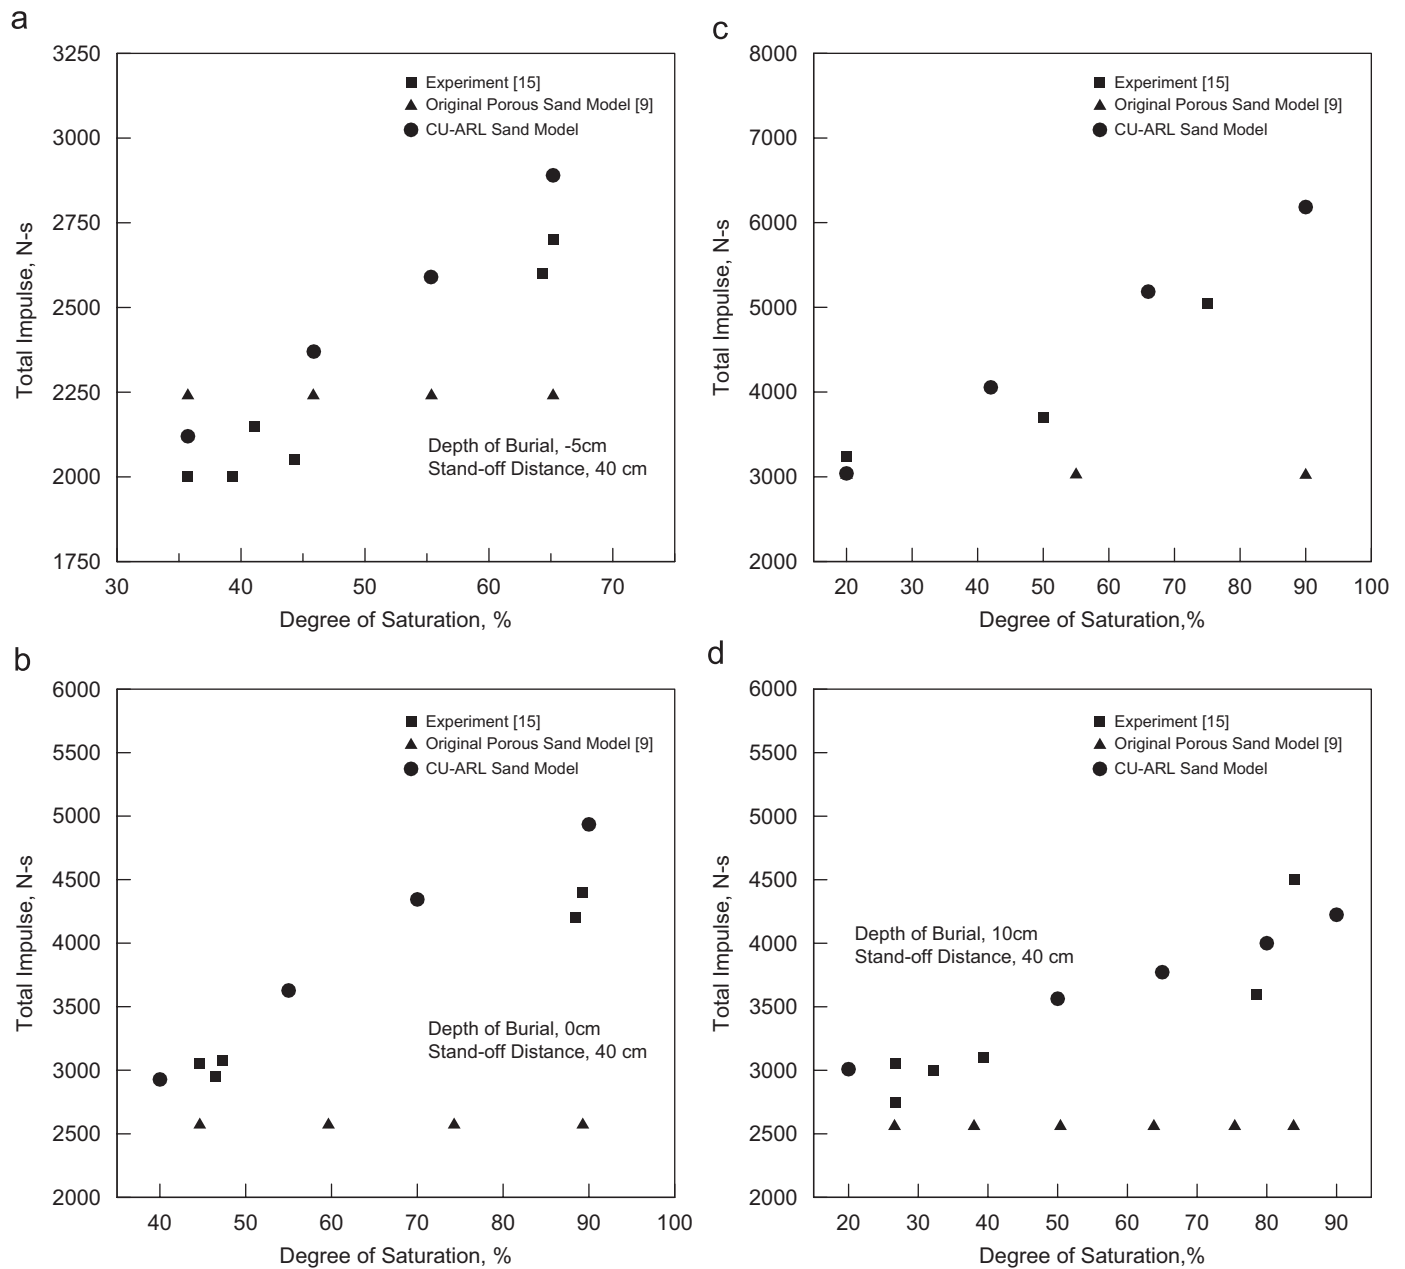 a
3250
3000
2750
2500
2250
2000
1750
30
40
50
60
70
Total Impulse, N-s
Degree of Saturation, %
Experiment [15]
Original Porous Sand Model [9]
CU-ARL Sand Model
Depth of Burial, -5cm
Stand-off Distance, 40 cm
c
8000
7000
6000
5000
4000
3000
2000
20
30
40
50
60
70
80
90
100
Total Impulse, N-s
Degree of Saturation,%
Experiment [15]
Original Porous Sand Model [9]
CU-ARL Sand Model
b
6000
5500
5000
4500
4000
3500
3000
2500
2000
40
50
60
70
80
90
100
Total Impulse, N-s
Degree of Saturation, %
Experiment [15]
Original Porous Sand Model [9]
CU-ARL Sand Model
Depth of Burial, 0cm
Stand-off Distance, 40 cm
d
6000
5500
5000
4500
4000
3500
3000
2500
2000
20
30
40
50
60
70
80
90
Total Impulse, N-s
Degree of Saturation,%
Experiment [15]
Original Porous Sand Model [9]
CU-ARL Sand Model
Depth of Burial, 10cm
Stand-off Distance, 40 cm